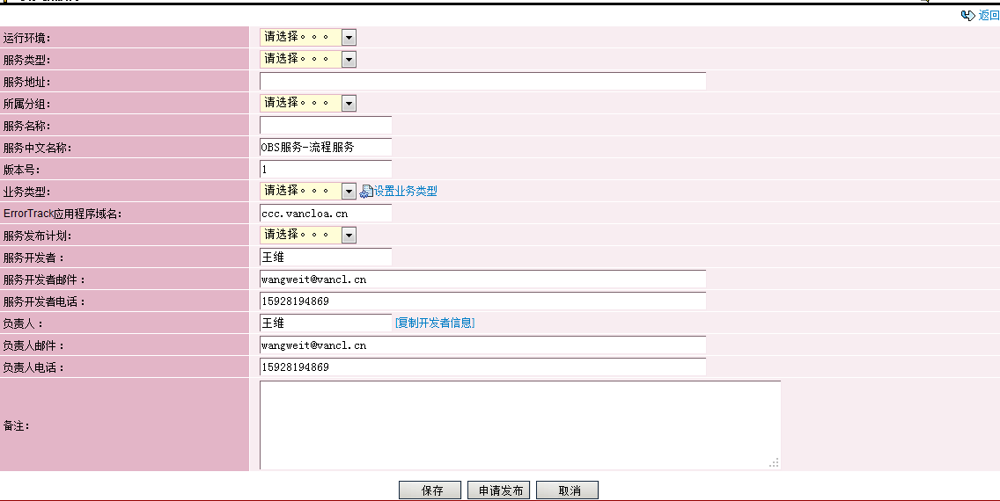 返回
运行环境: 请选择。。。
服务类型: 请选择。。。
服务地址:
所属分组: 请选择。。。
服务名称:
服务中文名称: OBS服务-流程服务
版本号: 1
业务类型: 请选择。。。 设置业务类型
ErrorTrack应用程序域名: ccc.vancloa.cn
服务发布计划: 请选择。。。
服务开发者： 王维
服务开发者邮件： wangweit@vancl.cn
服务开发者电话： 15928194869
负责人： 王维 [复制开发者信息]
负责人邮件： wangweit@vancl.cn
负责人电话： 15928194869
备注:
保存 申请发布 取消